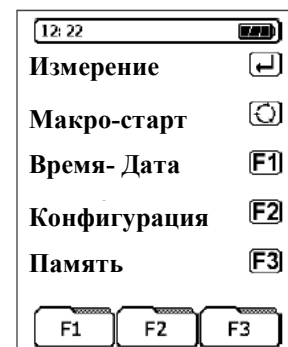 12: 22
Измерение
Макро-старт
Время- Дата F1
Конфигурация F2
Память F3
F1 F2 F3